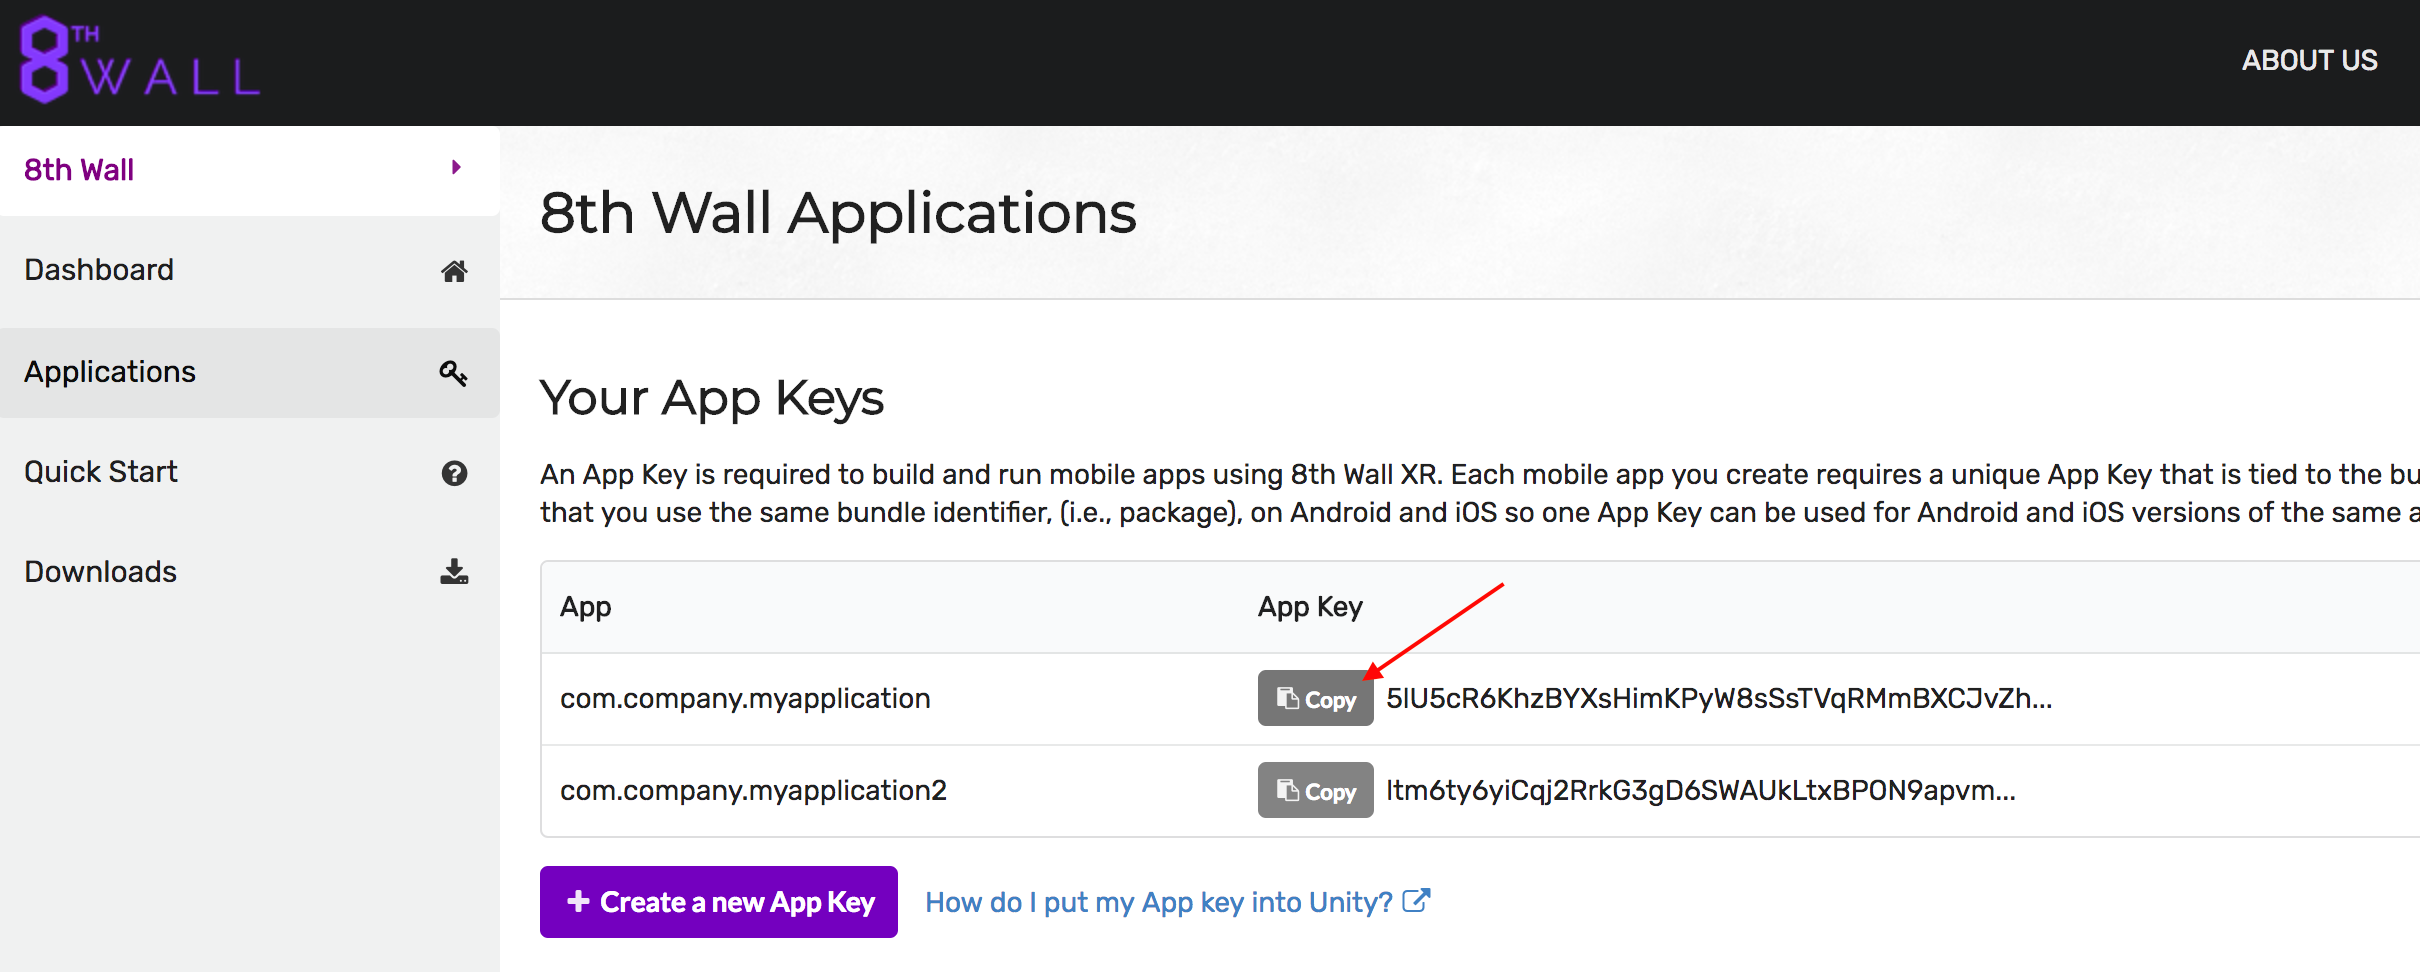 8TH WALL
ABOUT US
8th Wall
Dashboard
Applications
Quick Start
Downloads
8th Wall Applications
Your App Keys
An App Key is required to build and run mobile apps using 8th Wall XR. Each mobile app you create requires a unique App Key that is tied to the bu
that you use the same bundle identifier, (i.e., package), on Android and iOS so one App Key can be used for Android and iOS versions of the same a
App App Key
com.company.myapplication Copy 5lU5cR6KhzBYXsHimKPyW8sSsTVqRMmBXCJvZh...
com.company.myapplication2 Copy ltm6ty6yiCqj2RrkG3gD6SWAUkLtxBPON9apvm...
+ Create a new App Key How do I put my App key into Unity?